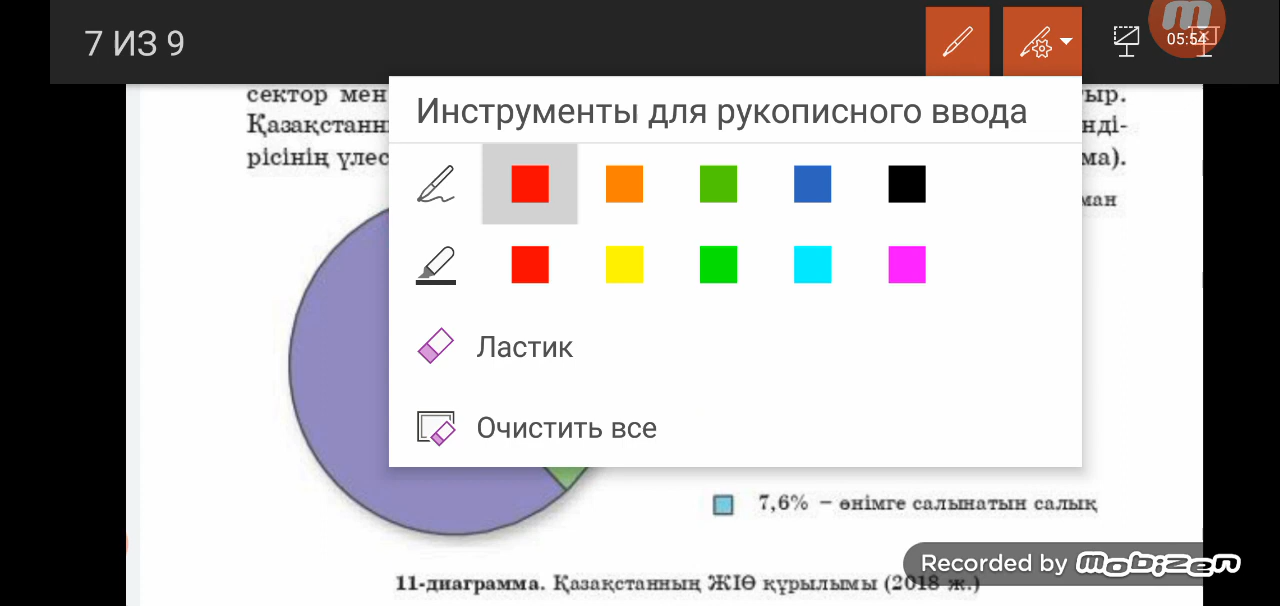 7 ИЗ 9
05:54
сектор мен
ыр.
Инструменты для рукописного ввода
нді-
рісінің үлес
ма).
ман
Ластик
Очистить все
7,6% – өнімге салынатын салық
Recorded by mobizen
11-диаграмма. Қазақстанның ЖІӨ құрылымы (2018 ж.)